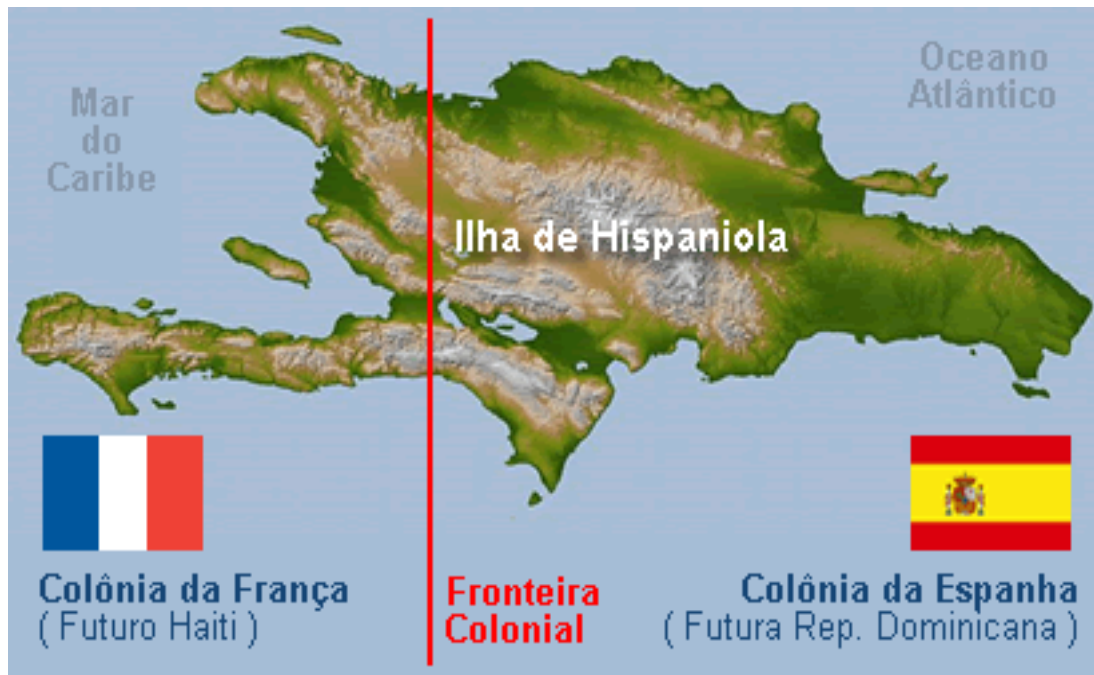 Mar
do
Caribe
Oceano
Atlântico
Ilha de Hispaniola
Colônia da França
( Futuro Haiti )
Fronteira
Colonial
Colônia da Espanha
( Futura Rep. Dominicana )